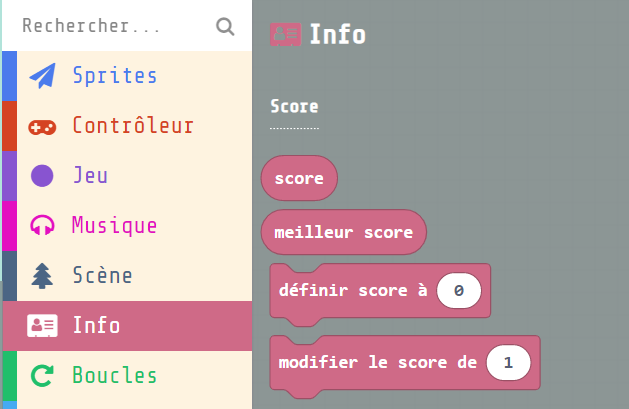 Rechercher...
Sprites
Contrôleur
Jeu
Musique
Scène
Info
Boucles
Info
Score
score
meilleur score
définir score à 0
modifier le score de 1